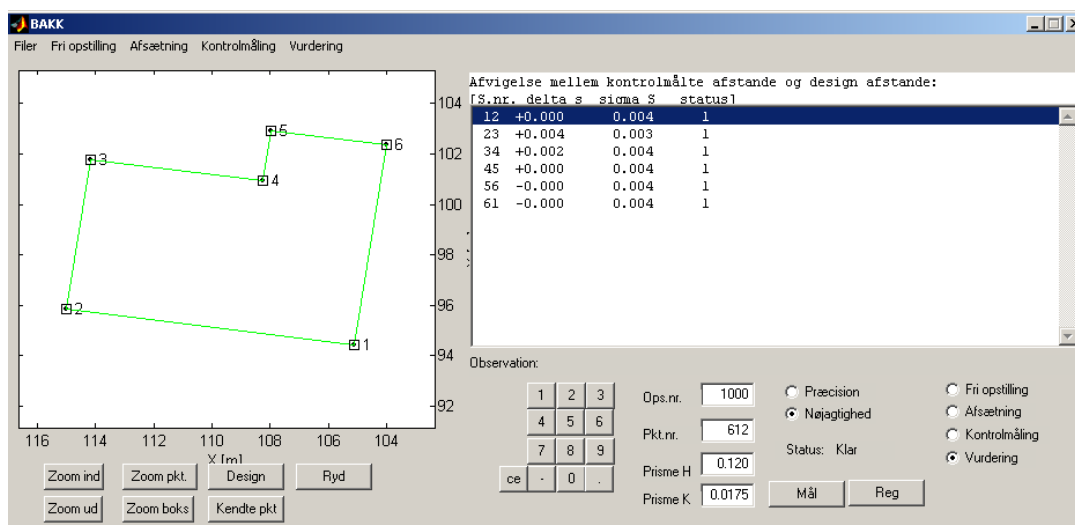 BAKK
Filer Fri opstilling Afsætning Kontrolmåling Vurdering
Afvigelse mellem kontrolmålte afstande og design afstande:
[S.nr. delta s sigma S status]
12 +0.000 0.004 1
23 +0.004 0.003 1
34 +0.002 0.004 1
45 +0.000 0.004 1
56 -0.000 0.004 1
61 -0.000 0.004 1
104
102
100
98
96
94
92
5
6
3
4
2
1
116 114 112 110 108 106 104
X [m]
Zoom ind Zoom pkt. Design Ryd
Zoom ud Zoom boks Kendte pkt
Observation:
1 2 3
4 5 6
7 8 9
ce - 0 .
Ops.nr. 1000
Pkt.nr. 612
Prisme H 0.120
Prisme K 0.0175
Præcision
Nøjagtighed
Status: Klar
Mål Reg
Fri opstilling
Afsætning
Kontrolmåling
Vurdering